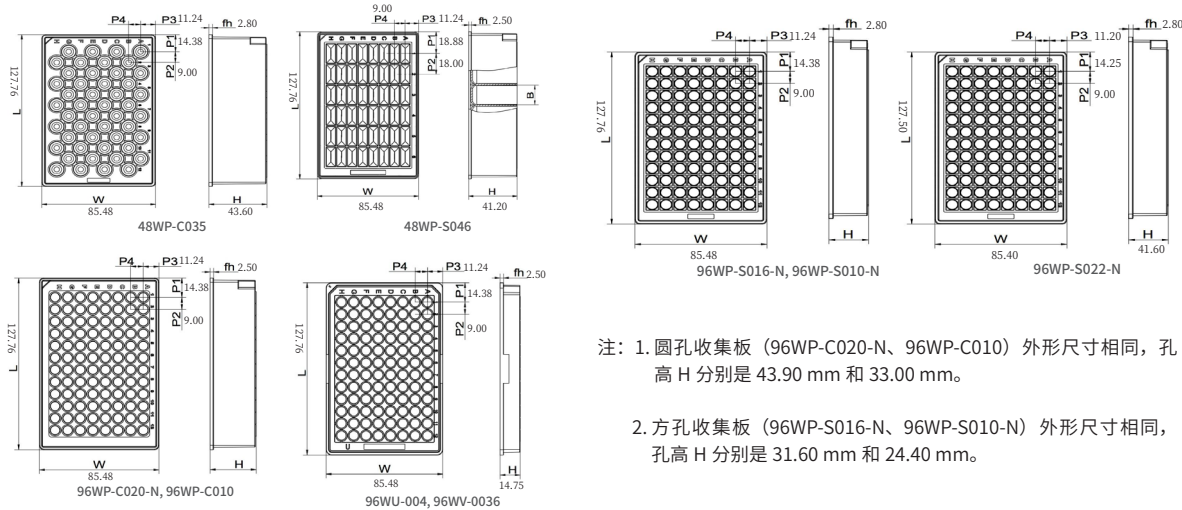 P4 P3 11.24 fh 2.80
P1
14.38
P2
9.00
127.76
L
W
85.48
H
43.60
48WP-C035
9.00
P4 P3 11.24 fh 2.50
H G F E D C B A
P1
18.88
P2
18.00
127.76
L
B
W
85.48
H
41.20
48WP-S046
P4 P3 11.24 fh 2.80
P1
14.38
P2
9.00
127.76
L
W
85.48
H
96WP-S016-N, 96WP-S010-N
P4 P3 11.20 fh 2.80
P1
14.25
P2
9.00
127.50
L
W
85.40
H
41.60
96WP-S022-N
P4 P3 11.24 fh 2.50
P1
14.38
P2
9.00
127.76
L
W
85.48
H
96WP-C020-N, 96WP-C010
P4 P3 11.24 fh 2.50
H G F E D C B A
P1
14.38
P2
9.00
127.76
L
W
85.48
H
14.75
96WU-004, 96WV-0036
注：1. 圆孔收集板（96WP-C020-N、96WP-C010）外形尺寸相同，孔
高 H 分别是 43.90 mm 和 33.00 mm。
2. 方孔收集板（96WP-S016-N、96WP-S010-N）外形尺寸相同，
孔高 H 分别是 31.60 mm 和 24.40 mm。